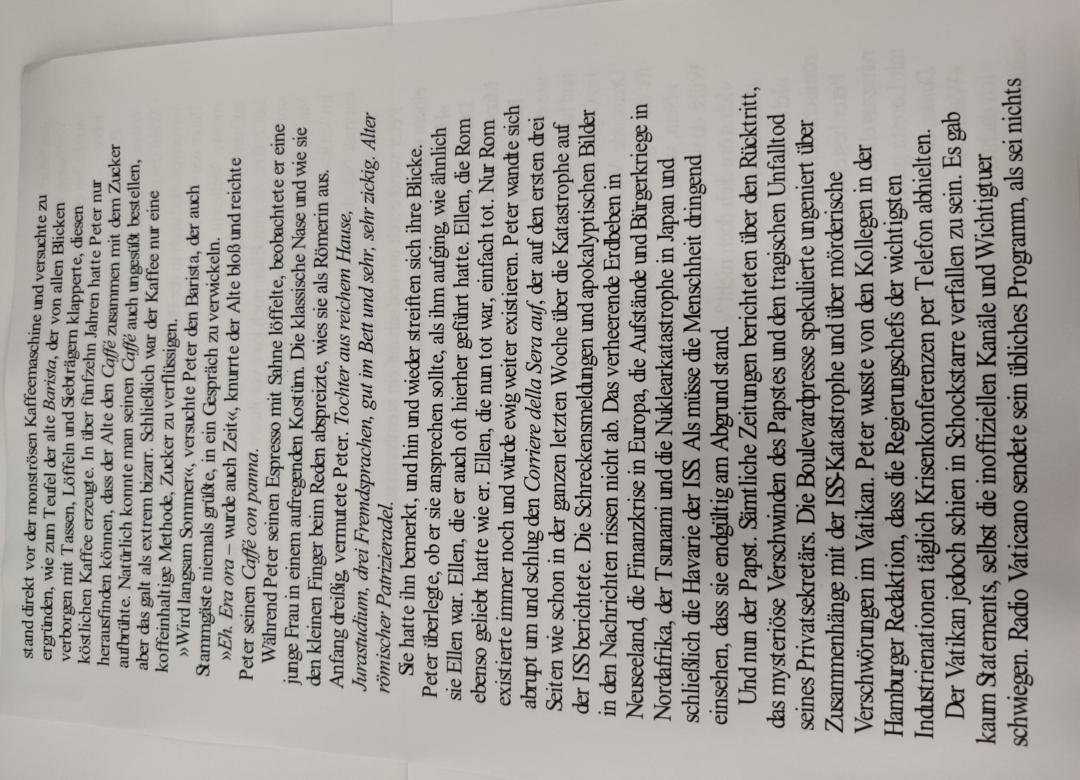 stand direkt vor der monströsen Kaffeemaschine und versuchte zu
ergründen, wie zum Teufel der alte Barista, der von allen Blicken
verborgen mit Tassen, Löffeln und Siebträgern klapperte, diesen
köstlichen Kaffee erzeugte. In über fünfzehn Jahren hatte Peter nur
herausfinden können, dass der Alte den Caffé zusammen mit dem Zucker
aufbrühte. Natürlich konnte man seinen Caffé auch ungesüßt bestellen,
aber das galt als extrem bizarr. Schließlich war der Kaffee nur eine
koffeinhaltige Methode, Zucker zu verflüssigen.
»Wird langsam Sommer«, versuchte Peter den Barista, der auch
Stammgäste niemals grüßte, in ein Gespräch zu verwickeln.
»Eh. Era ora – wurde auch Zeit«, knurrte der Alte bloß und reichte
Peter seinen Caffé con panna.
Während Peter seinen Espresso mit Sahne löffelte, beobachtete er eine
junge Frau in einem aufregenden Kostüm. Die klassische Nase und wie sie
den kleinen Finger beim Reden abspreizte, wies sie als Römerin aus.
Anfang dreißig, vermutete Peter. Tochter aus reichem Hause,
Jurastudium, drei Fremdsprachen, gut im Bett und sehr, sehr zickig. Alter
römischer Patrizieradel.
Sie hatte ihn bemerkt, und hin und wieder streiften sich ihre Blicke.
Peter überlegte, ob er sie ansprechen sollte, als ihm aufging, wie ähnlich
sie Ellen war. Ellen, die er auch oft hierher geführt hatte. Ellen, die Rom
ebenso geliebt hatte wie er. Ellen, die nun tot war, einfach tot. Nur Rom
existierte immer noch und würde ewig weiter existieren. Peter wandte sich
abrupt um und schlug den Corriere della Sera auf, der auf den ersten drei
Seiten wie schon in der ganzen letzten Woche über die Katastrophe auf
der ISS berichtete. Die Schreckensmeldungen und apokalyptischen Bilder
in den Nachrichten rissen nicht ab. Das verheerende Erdbeben in
Neuseeland, die Finanzkrise in Europa, die Aufstände und Bürgerkriege in
Nordafrika, der Tsunami und die Nuklearkatastrophe in Japan und
schließlich die Havarie der ISS. Als müsse die Menschheit dringend
einsehen, dass sie endgültig am Abgrund stand.
Und nun der Papst. Sämtliche Zeitungen berichteten über den Rücktritt,
das mysteriöse Verschwinden des Papstes und den tragischen Unfalltod
seines Privatsekretärs. Die Boulevardpresse spekulierte ungeniert über
Zusammenhänge mit der ISS-Katastrophe und über mörderische
Verschwörungen im Vatikan. Peter wusste von den Kollegen in der
Hamburger Redaktion, dass die Regierungschefs der wichtigsten
Industrienationen täglich Krisenkonferenzen per Telefon abhielten.
Der Vatikan jedoch schien in Schockstarre verfallen zu sein. Es gab
kaum Statements, selbst die inoffiziellen Kanäle und Wichtigtuer
schwiegen. Radio Vaticano sendete sein übliches Programm, als sei nichts